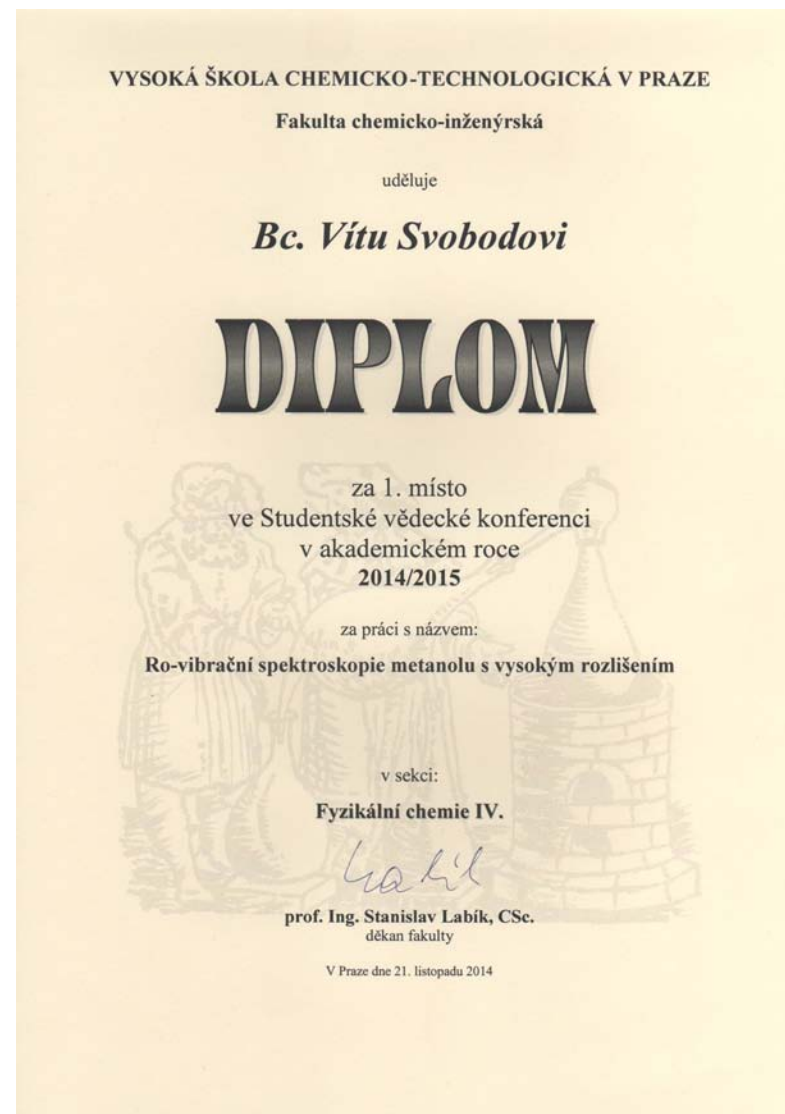 VYSOKÁ ŠKOLA CHEMICKO-TECHNOLOGICKÁ V PRAZE
Fakulta chemicko-inženýrská
uděluje
Bc. Vítu Svobodovi
DIPLOM
za 1. místo
ve Studentské vědecké konferenci
v akademickém roce
2014/2015
za práci s názvem:
Ro-vibrační spektroskopie metanolu s vysokým rozlišením
v sekci:
Fyzikální chemie IV.
Labík
prof. Ing. Stanislav Labík, CSc.
děkan fakulty
V Praze dne 21. listopadu 2014